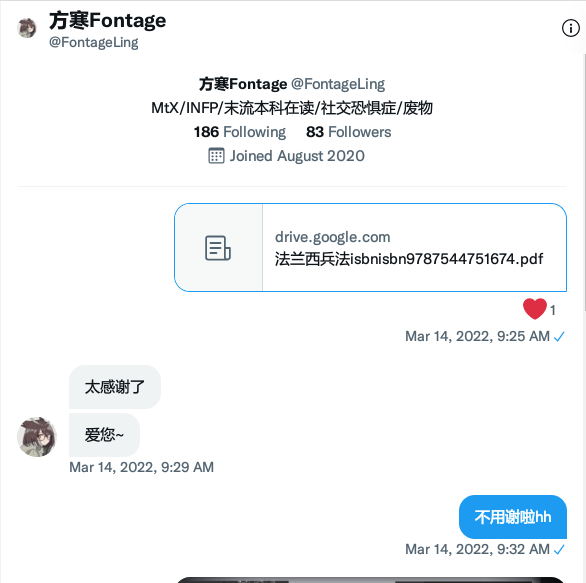 方寒Fontage
@FontageLing
方寒Fontage @FontageLing
MtX/INFP/末流本科在读/社交恐惧症/废物
186 Following 83 Followers
Joined August 2020
drive.google.com
法兰西兵法isbnisbn9787544751674.pdf
1
Mar 14, 2022, 9:25 AM
太感谢了
爱您~
Mar 14, 2022, 9:29 AM
不用谢啦hh
Mar 14, 2022, 9:32 AM